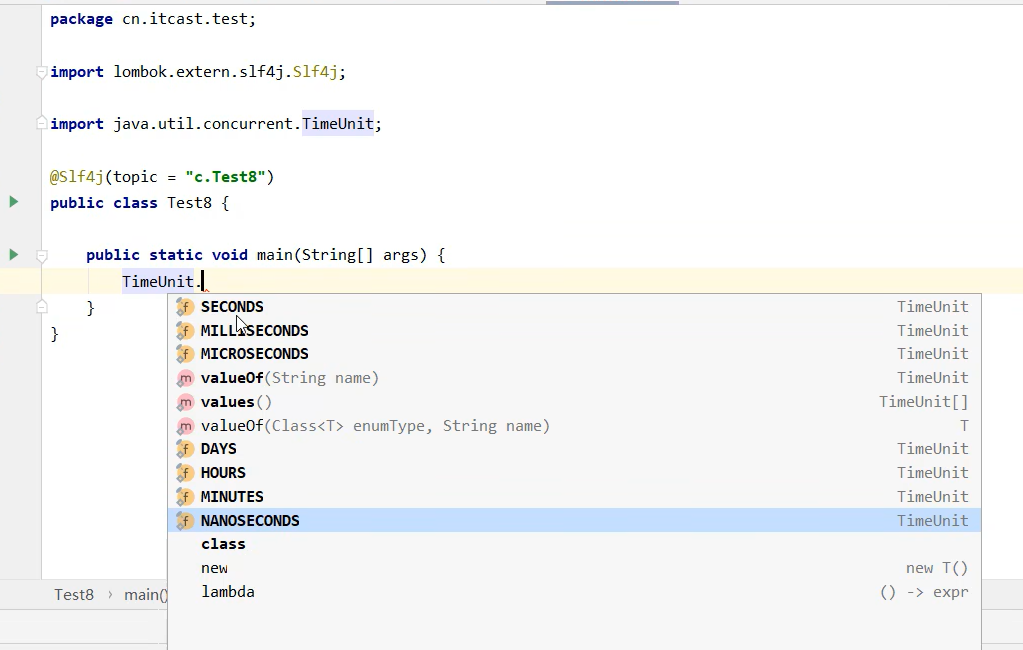 package cn.itcast.test;
import lombok.extern.slf4j.Slf4j;
import java.util.concurrent.TimeUnit;
@Slf4j(topic = "c.Test8")
public class Test8 {
public static void main(String[] args) {
TimeUnit.
}
}
f SECONDS TimeUnit
f MILLISECONDS TimeUnit
f MICROSECONDS TimeUnit
m valueOf(String name) TimeUnit
m values() TimeUnit[]
m valueOf(Class<T> enumType, String name) T
f DAYS TimeUnit
f HOURS TimeUnit
f MINUTES TimeUnit
f NANOSECONDS TimeUnit
class
new new T()
lambda () -> expr
Test8 › main()